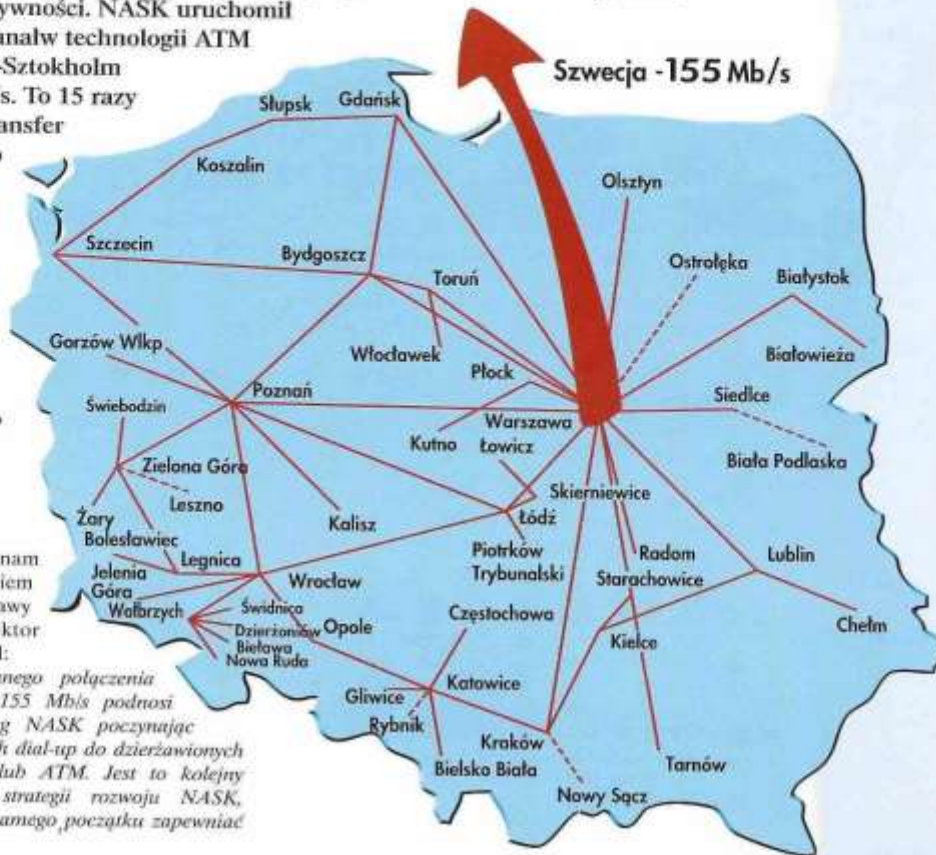 ywności. NASK uruchomił
analw technologii ATM
-Sztokholm
s. To 15 razy
ansfer
Szwecja -155 Mb/s
Słupsk
Gdańsk
Koszalin
Olsztyn
Szczecin
Bydgoszcz
Toruń
Ostrołęka
Białystok
Gorzów Wlkp
Włocławek
Białowieża
Płock
Świebodzin
Poznań
Siedlce
Kutno
Warszawa
Łowicz
Biała Podlaska
Zielona Góra
Leszno
Skierniewice
Żary
Kalisz
Łódź
Bolesławiec
Legnica
Piotrków
Trybunalski
Radom
Lublin
Jelenia
Góra
Wrocław
Starachowice
Wałbrzych
Świdnica
Dzierżoniów
Opole
Częstochowa
Chełm
Bielawa
Nowa Ruda
Kielce
Gliwice
Katowice
Rybnik
Kraków
Bielsko Biała
Tarnów
Nowy Sącz
nam
iem
awy
ktor
l:
nego połączenia
155 Mb/s podnosi
g NASK poczynając
h dial-up do dzierżawionych
lub ATM. Jest to kolejny
strategii rozwoju NASK,
amego początku zapewniać